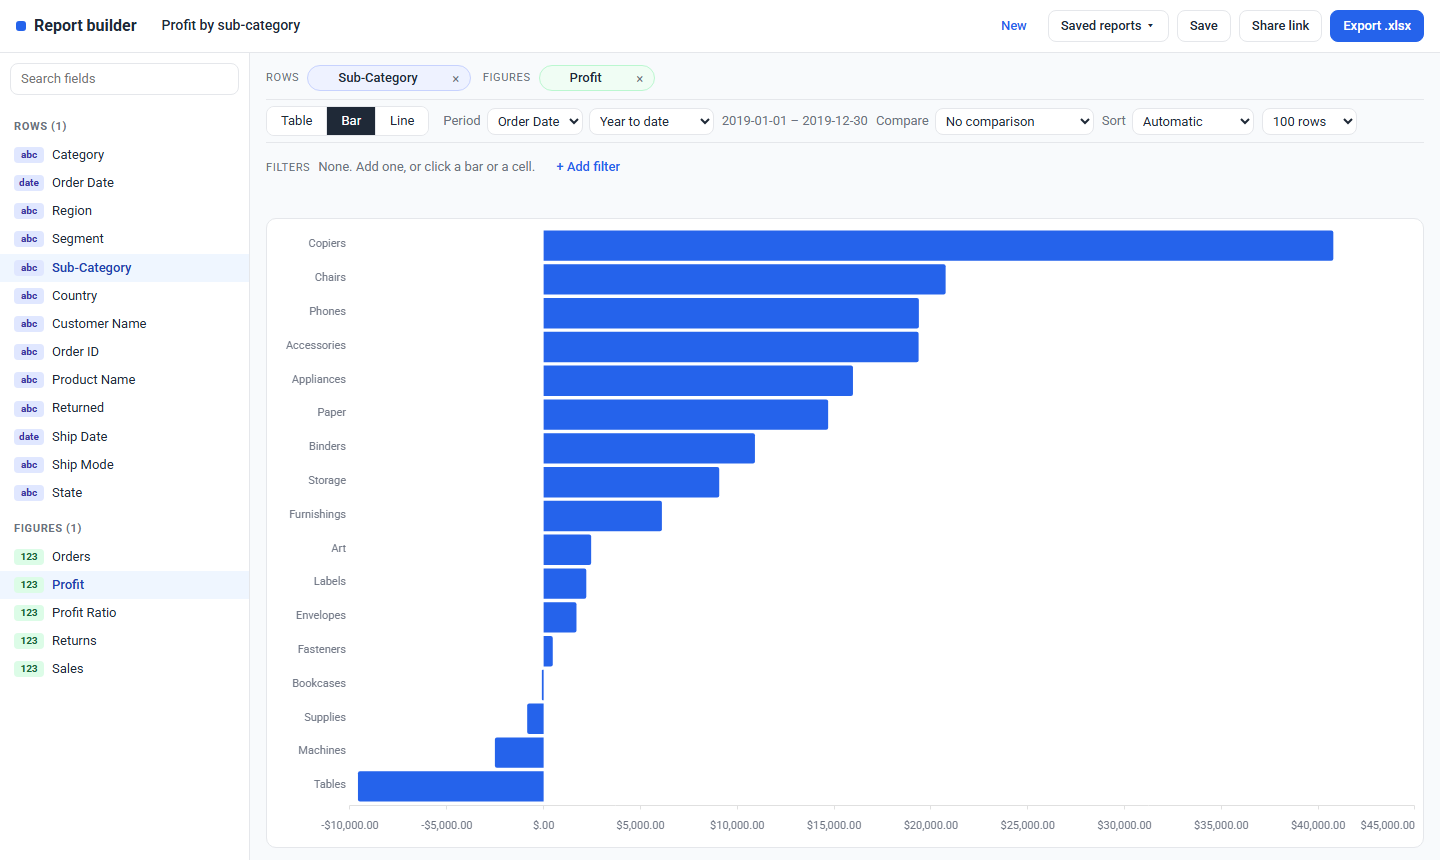 Report builder
Profit by sub-category
New
Saved reports
Save
Share link
Export .xlsx
Search fields
ROWS (1)
abc Category
date Order Date
abc Region
abc Segment
abc Sub-Category
abc Country
abc Customer Name
abc Order ID
abc Product Name
abc Returned
date Ship Date
abc Ship Mode
abc State
FIGURES (1)
123 Orders
123 Profit
123 Profit Ratio
123 Returns
123 Sales
ROWS Sub-Category × FIGURES Profit ×
Table Bar Line Period Order Date Year to date 2019-01-01 – 2019-12-30 Compare No comparison Sort Automatic 100 rows
FILTERS None. Add one, or click a bar or a cell. + Add filter
Copiers
Chairs
Phones
Accessories
Appliances
Paper
Binders
Storage
Furnishings
Art
Labels
Envelopes
Fasteners
Bookcases
Supplies
Machines
Tables
-$10,000.00 -$5,000.00 $.00 $5,000.00 $10,000.00 $15,000.00 $20,000.00 $25,000.00 $30,000.00 $35,000.00 $40,000.00 $45,000.00